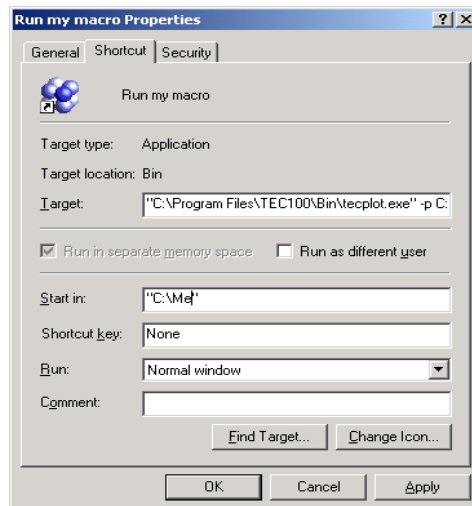 Run my macro Properties
General Shortcut Security
Run my macro
Target type: Application
Target location: Bin
Target: "C:\Program Files\TEC100\Bin\tecplot.exe" -p C:
Run in separate memory space Run as different user
Start in: "C:\Me"
Shortcut key: None
Run: Normal window
Comment:
Find Target... Change Icon...
OK Cancel Apply